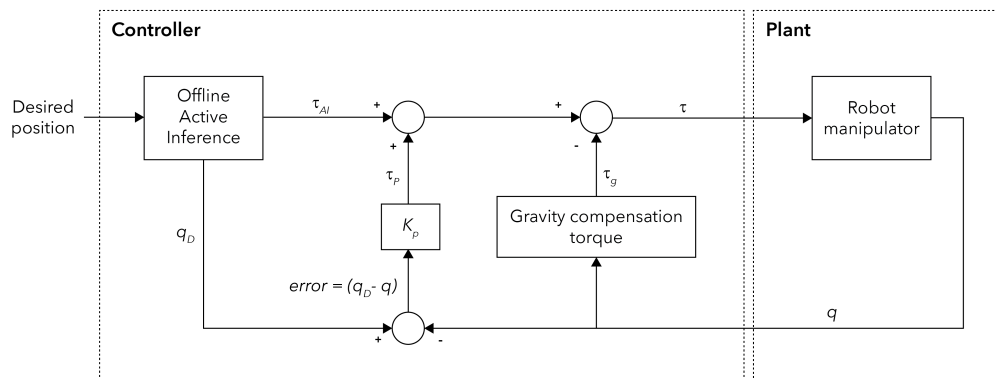 Controller
Plant
Desired
position
Offline
Active
Inference
τ_AI
+
+
τ_P
K_p
error = (q_D- q)
q_D
+
-
+
-
τ_g
Gravity compensation
torque
τ
Robot
manipulator
q